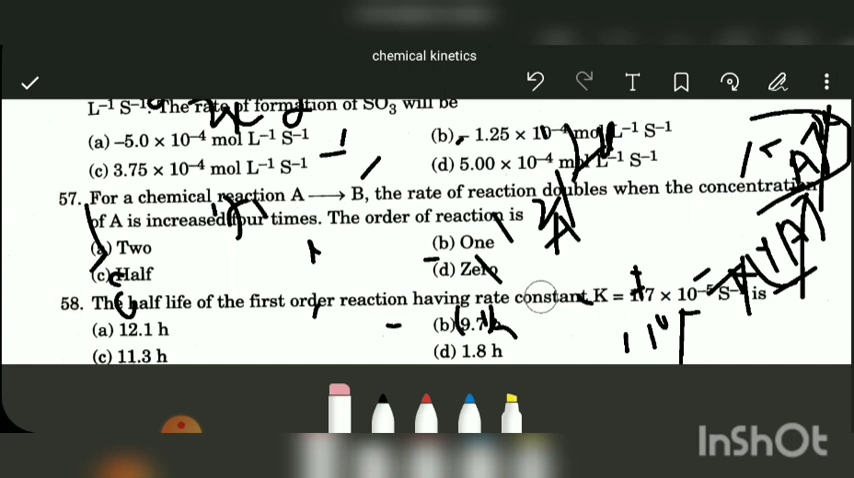 chemical kinetics
L⁻¹ S⁻¹. The rate of formation of SO₃ will be
(a) –5.0 × 10⁻⁴ mol L⁻¹ S⁻¹ (b) – 1.25 × 10⁻⁴ mol L⁻¹ S⁻¹
(c) 3.75 × 10⁻⁴ mol L⁻¹ S⁻¹ (d) 5.00 × 10⁻⁴ mol L⁻¹ S⁻¹
57. For a chemical reaction A ⟶ B, the rate of reaction doubles when the concentration
of A is increased four times. The order of reaction is
(a) Two (b) One
(c) Half (d) Zero
58. The half life of the first order reaction having rate constant K = 1.7 × 10⁻⁵ S⁻¹ is
(a) 12.1 h (b) 9.7 h
(c) 11.3 h (d) 1.8 h
InShOt